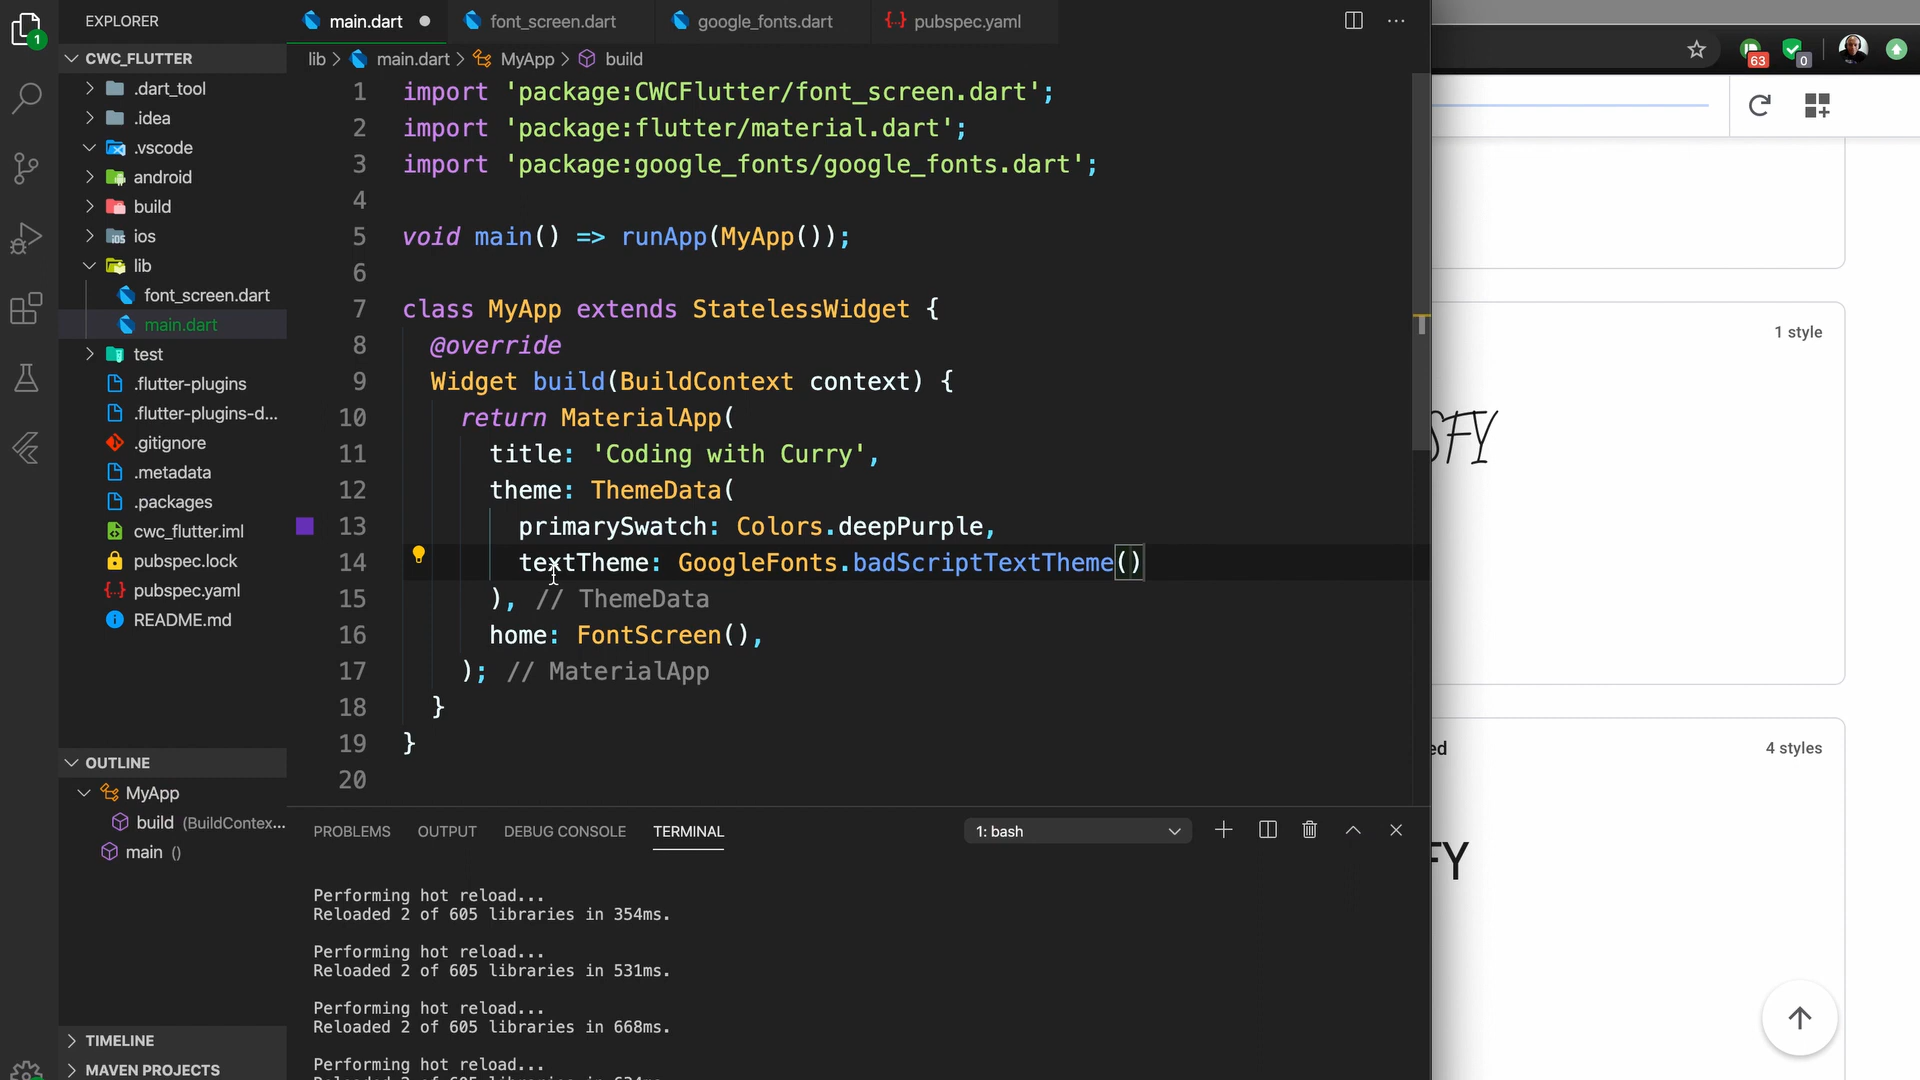 EXPLORER
main.dart
font_screen.dart
google_fonts.dart
pubspec.yaml
1
CWC_FLUTTER
.dart_tool
.idea
.vscode
android
build
ios
lib
font_screen.dart
main.dart
test
.flutter-plugins
.flutter-plugins-d...
.gitignore
.metadata
.packages
cwc_flutter.iml
pubspec.lock
pubspec.yaml
README.md
OUTLINE
MyApp
build (BuildContex...
main ()
TIMELINE
MAVEN PROJECTS
lib > main.dart > MyApp > build
1 import 'package:CWCFlutter/font_screen.dart';
2 import 'package:flutter/material.dart';
3 import 'package:google_fonts/google_fonts.dart';
4
5 void main() => runApp(MyApp());
6
7 class MyApp extends StatelessWidget {
8 @override
9 Widget build(BuildContext context) {
10 return MaterialApp(
11 title: 'Coding with Curry',
12 theme: ThemeData(
13 primarySwatch: Colors.deepPurple,
14 textTheme: GoogleFonts.badScriptTextTheme()
15 ), // ThemeData
16 home: FontScreen(),
17 ); // MaterialApp
18 }
19 }
20
PROBLEMS
OUTPUT
DEBUG CONSOLE
TERMINAL
1: bash
Performing hot reload...
Reloaded 2 of 605 libraries in 354ms.
Performing hot reload...
Reloaded 2 of 605 libraries in 531ms.
Performing hot reload...
Reloaded 2 of 605 libraries in 668ms.
Performing hot reload...
63
0
1 style
SFY
ed
4 styles
FY